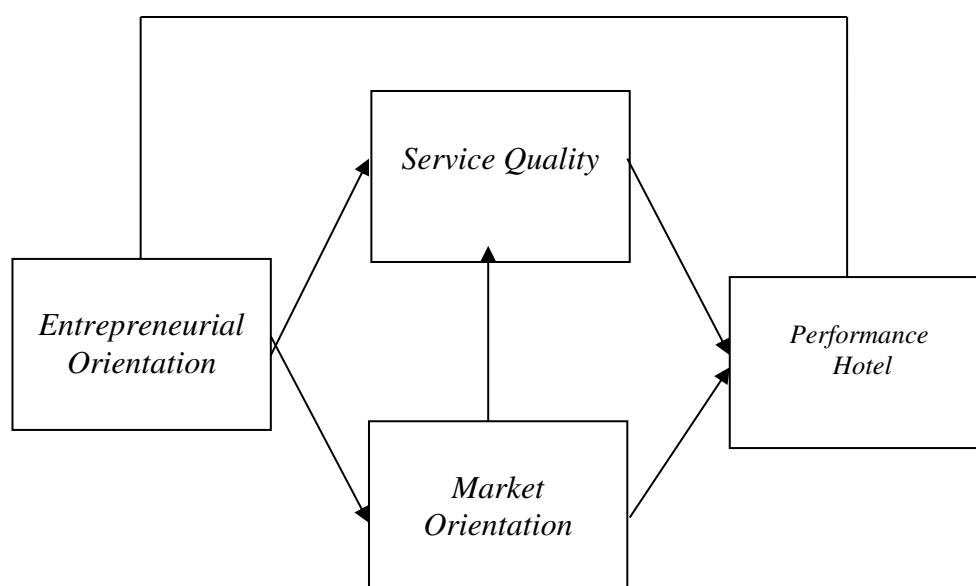 Service Quality
Entrepreneurial
Orientation
Performance
Hotel
Market
Orientation